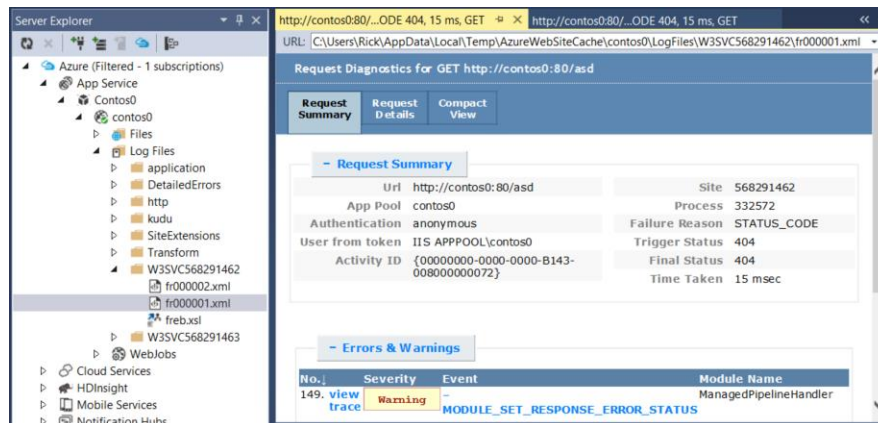 Server Explorer
http://contos0:80/...ODE 404, 15 ms, GET
http://contos0:80/...ODE 404, 15 ms, GET
URL: C:\Users\Rick\AppData\Local\Temp\AzureWebSiteCache\contos0\LogFiles\W3SVC568291462\fr000001.xml
Azure (Filtered - 1 subscriptions)
App Service
Contos0
contos0
Files
Log Files
application
DetailedErrors
http
kudu
SiteExtensions
Transform
W3SVC568291462
fr000002.xml
fr000001.xml
freb.xsl
W3SVC568291463
WebJobs
Cloud Services
HDInsight
Mobile Services
Notification Hubs
Request Diagnostics for GET http://contos0:80/asd
Request Summary
Request Details
Compact View
− Request Summary
Url http://contos0:80/asd
App Pool contos0
Authentication anonymous
User from token IIS APPPOOL\contos0
Activity ID {00000000-0000-0000-B143-
008000000072}
Site 568291462
Process 332572
Failure Reason STATUS_CODE
Trigger Status 404
Final Status 404
Time Taken 15 msec
− Errors & Warnings
No.↓ Severity Event Module Name
149. view trace Warning - ManagedPipelineHandler
MODULE_SET_RESPONSE_ERROR_STATUS